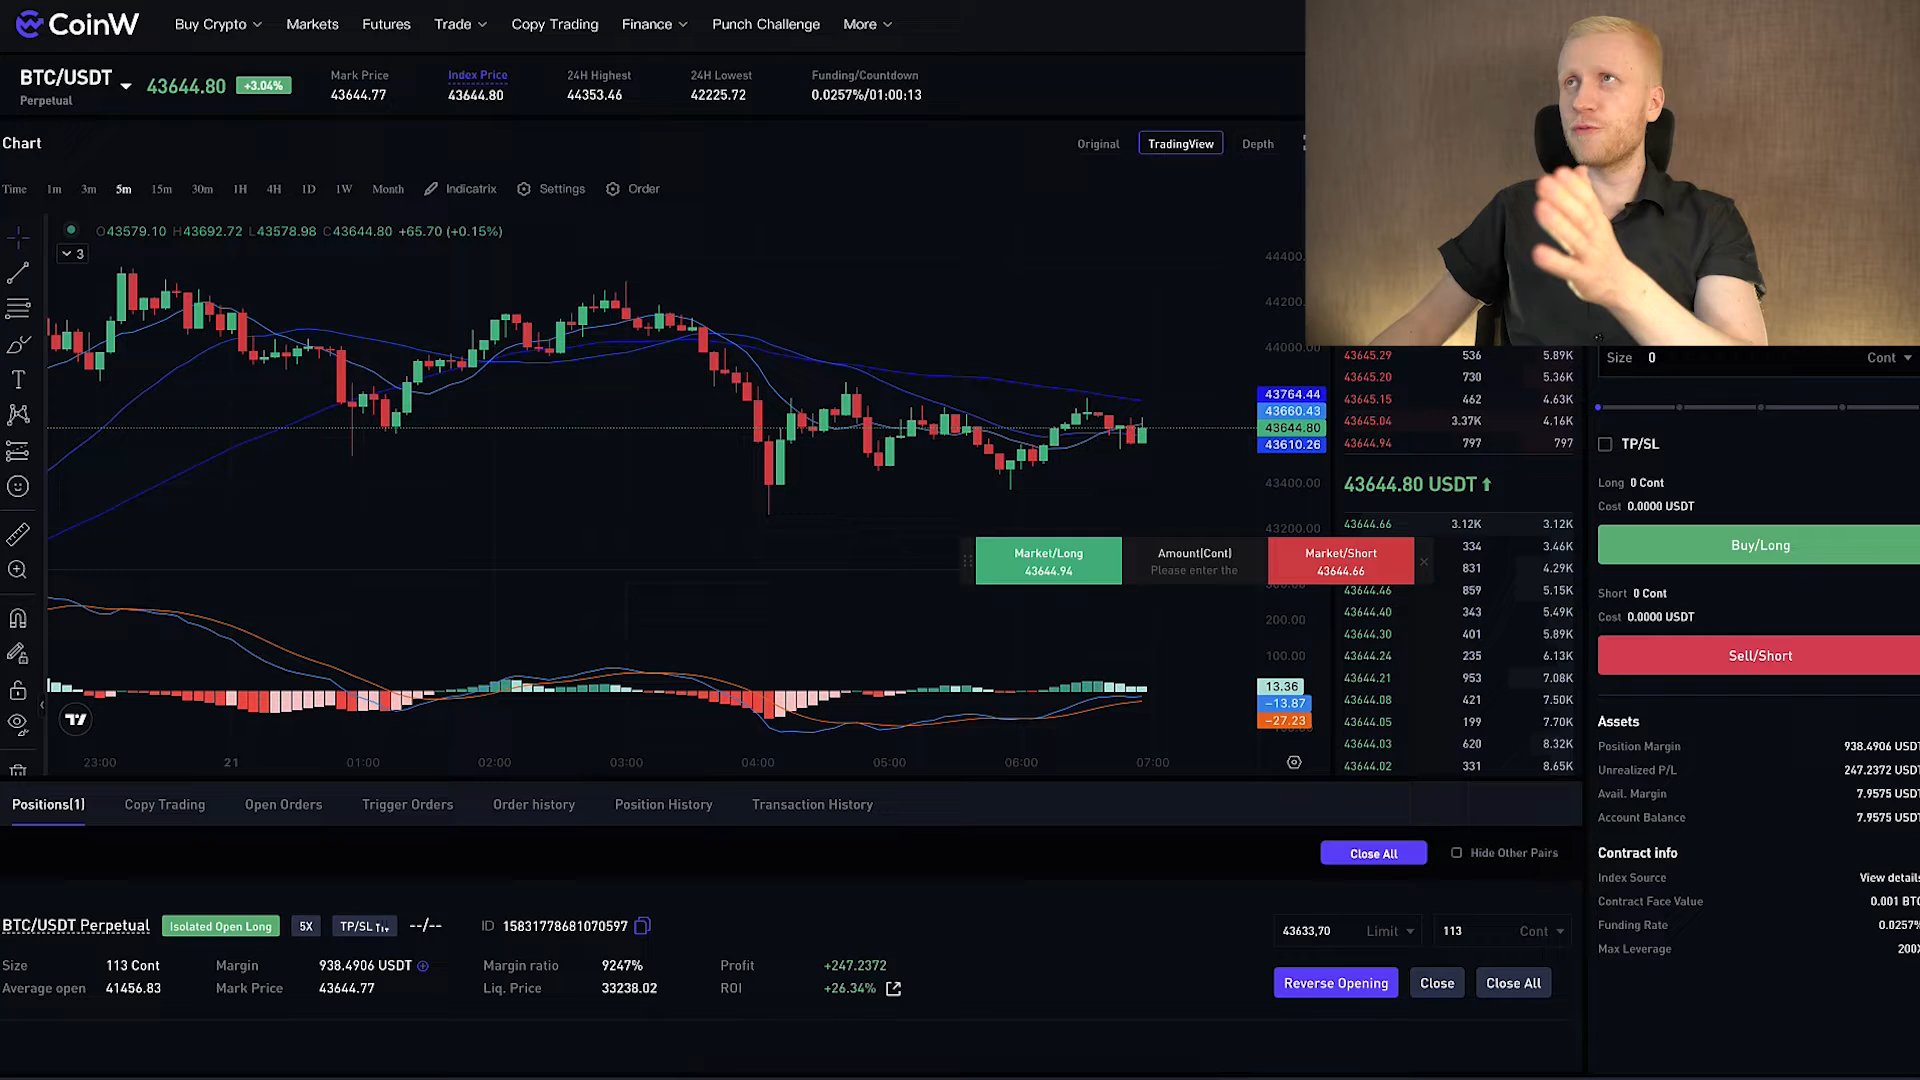 CoinW Buy Crypto Markets Futures Trade Copy Trading Finance Punch Challenge More
BTC/USDT 43644.80 +3.04%
Perpetual
Mark Price Index Price 24H Highest 24H Lowest Funding/Countdown
43644.77 43644.80 44353.46 42225.72 0.0257%/01:00:13
Chart Original TradingView Depth
Time 1m 3m 5m 15m 30m 1H 4H 1D 1W Month Indicatrix Settings Order
O43579.10 H43692.72 L43578.98 C43644.80 +65.70 (+0.15%)
3
44400.
44200.
44000.00
43764.44
43660.43
43644.80
43610.26
43400.00
43200.00
200.00
100.00
13.36
−13.87
−27.23
23:00 21 01:00 02:00 03:00 04:00 05:00 06:00 07:00
Market/Long
43644.94
Amount(Cont)
Please enter the
Market/Short
43644.66
43645.29 536 5.89K
43645.20 730 5.36K
43645.15 462 4.63K
43645.04 3.37K 4.16K
43644.94 797 797
43644.80 USDT
43644.66 3.12K 3.12K
334 3.46K
831 4.29K
43644.46 859 5.15K
43644.40 343 5.49K
43644.30 401 5.89K
43644.24 235 6.13K
43644.21 953 7.08K
43644.08 421 7.50K
43644.05 199 7.70K
43644.03 620 8.32K
43644.02 331 8.65K
Size 0 Cont
TP/SL
Long 0 Cont
Cost 0.0000 USDT
Buy/Long
Short 0 Cont
Cost 0.0000 USDT
Sell/Short
Assets
Position Margin 938.4906 USDT
Unrealized P/L 247.2372 USDT
Avail. Margin 7.9575 USDT
Account Balance 7.9575 USDT
Contract info
Index Source View details
Contract Face Value 0.001 BTC
Funding Rate 0.0257%
Max Leverage 200X
Positions(1) Copy Trading Open Orders Trigger Orders Order history Position History Transaction History
Close All Hide Other Pairs
BTC/USDT Perpetual Isolated Open Long 5X TP/SL --/-- ID 15831778681070597
Size 113 Cont Margin 938.4906 USDT Margin ratio 9247% Profit +247.2372
Average open 41456.83 Mark Price 43644.77 Liq. Price 33238.02 ROI +26.34%
43633,70 Limit 113 Cont
Reverse Opening Close Close All